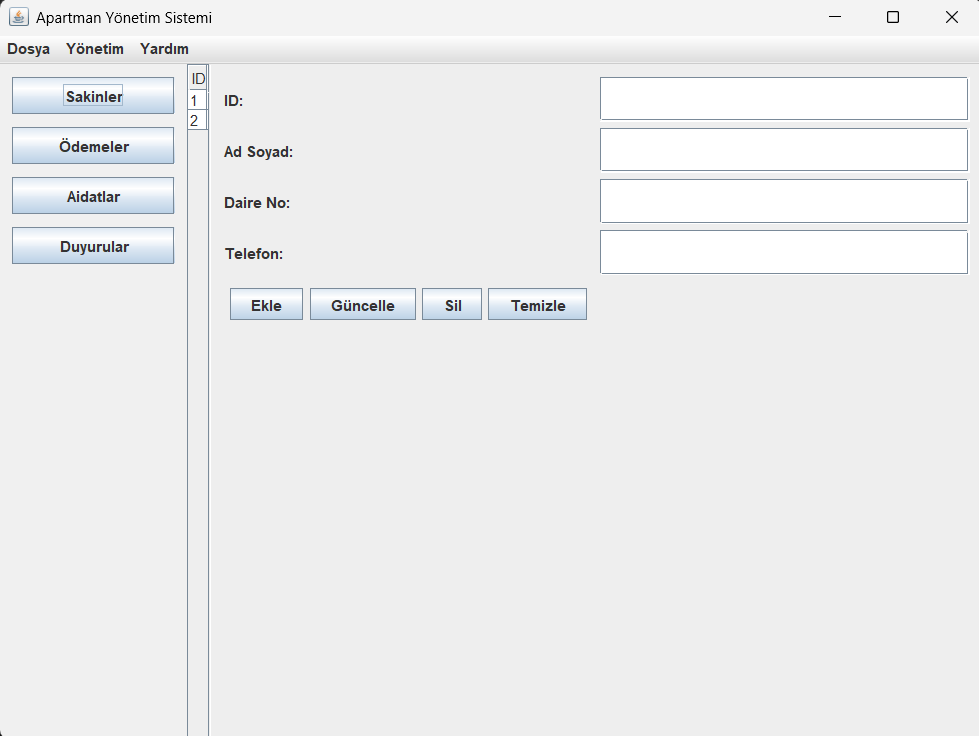 Apartman Yönetim Sistemi
Dosya Yönetim Yardım
Sakinler
Ödemeler
Aidatlar
Duyurular
ID
1
2
ID:
Ad Soyad:
Daire No:
Telefon:
Ekle Güncelle Sil Temizle